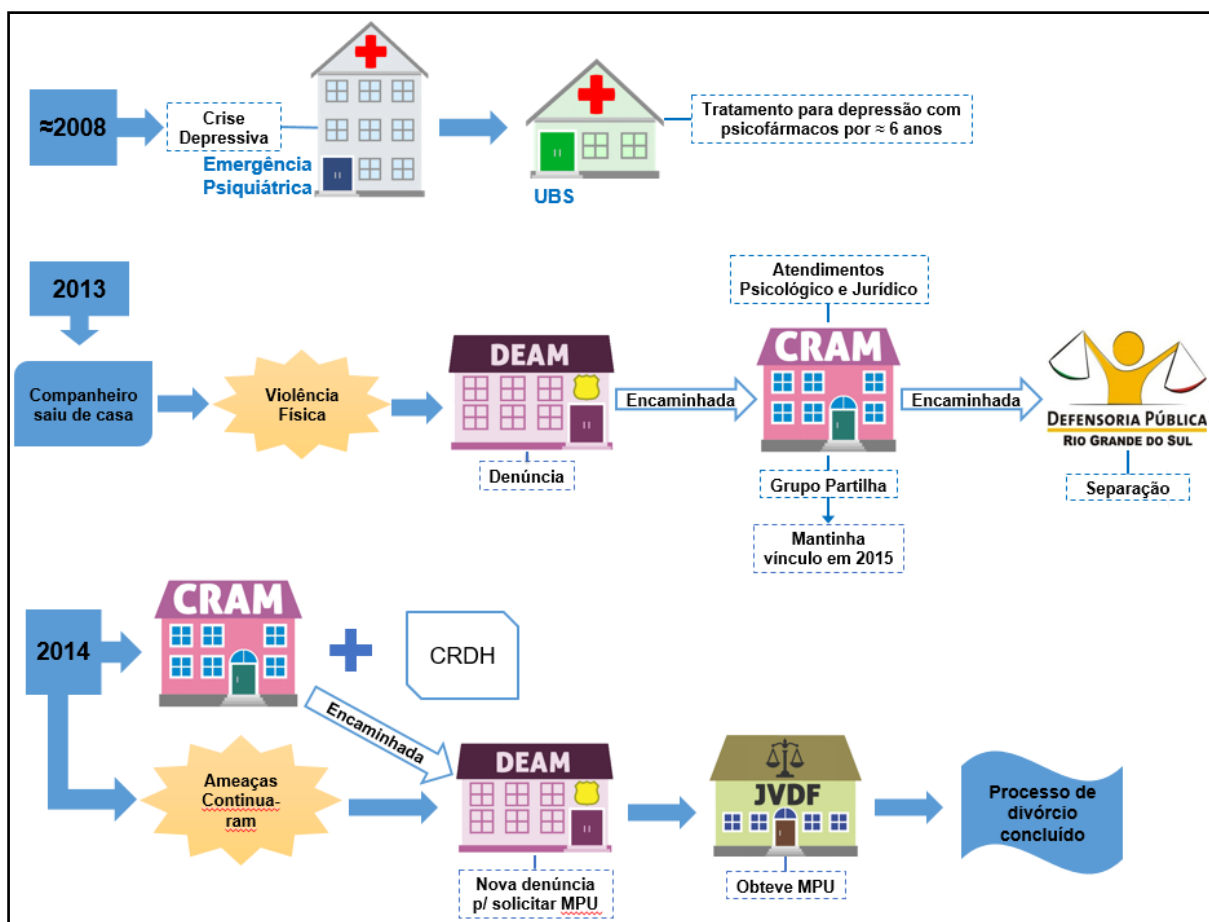 ≈2008
Crise
Depressiva
Emergência
Psiquiátrica
UBS
Tratamento para depressão com
psicofármacos por ≈ 6 anos
2013
Companheiro
saiu de casa
Violência
Física
DEAM
Denúncia
Encaminhada
Atendimentos
Psicológico e Jurídico
CRAM
Grupo Partilha
Mantinha
vínculo em 2015
Encaminhada
DEFENSORIA PÚBLICA
RIO GRANDE DO SUL
Separação
2014
CRAM
CRDH
Encaminhada
Ameaças
Continua-
ram
DEAM
Nova denúncia
p/ solicitar MPU
JVDF
Obteve MPU
Processo de
divórcio
concluído